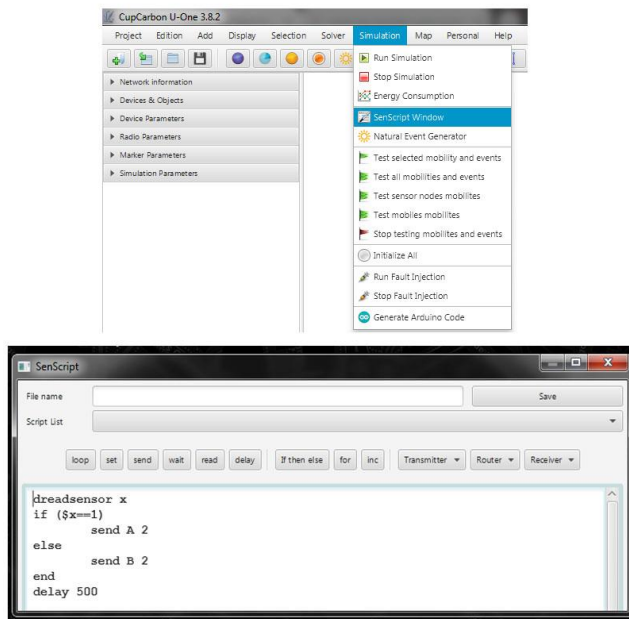 CupCarbon U-One 3.8.2
Project Edition Add Display Selection Solver Simulation Map Personal Help
Network information
Devices & Objects
Device Parameters
Radio Parameters
Marker Parameters
Simulation Parameters
Run Simulation
Stop Simulation
Energy Consumption
SenScript Window
Natural Event Generator
Test selected mobility and events
Test all mobilities and events
Test sensor nodes mobilites
Test moblies mobilites
Stop testing mobilites and events
Initialize All
Run Fault Injection
Stop Fault Injection
Generate Arduino Code
SenScript
File name Save
Script List
loop set send wait read delay If then else for inc Transmitter Router Receiver
dreadsensor x
if ($x==1)
send A 2
else
send B 2
end
delay 500